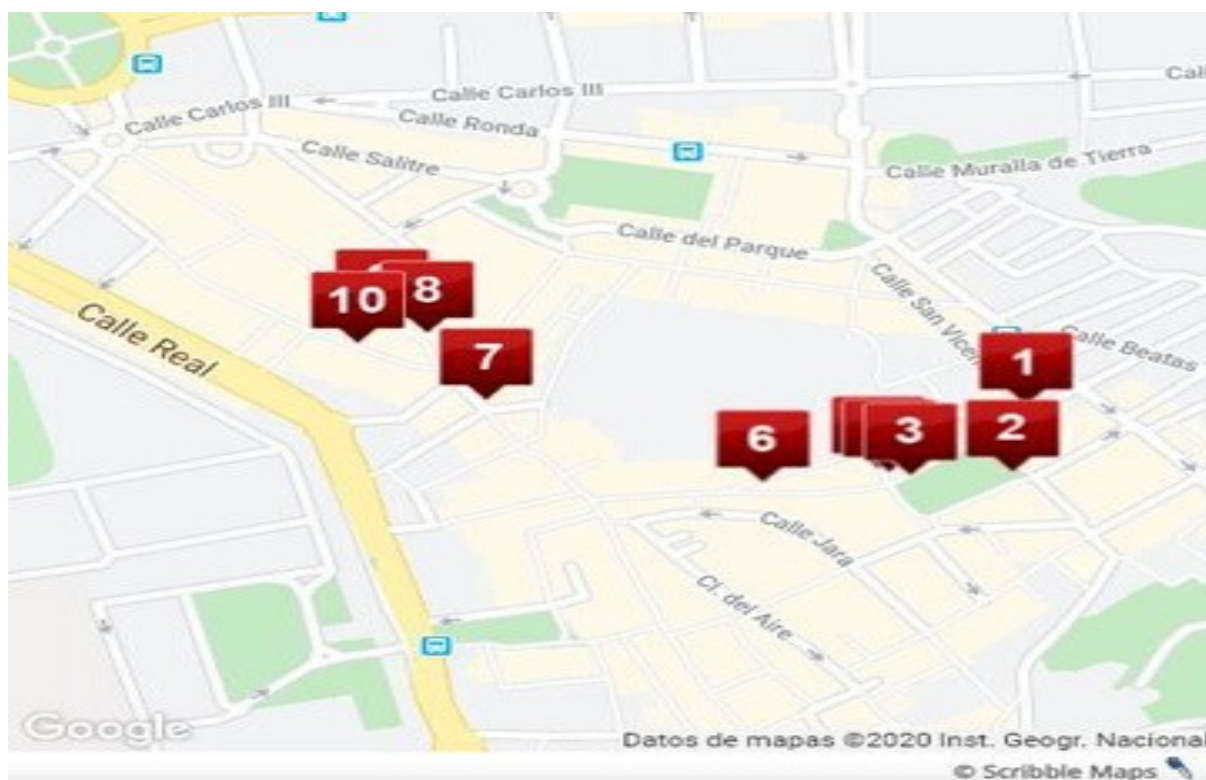 Calle Carlos III
Calle Carlos III
Calle Ronda
Calle Salitre
Calle Muralla de Tierra
Calle del Parque
Calle San Vicen
Calle Beatas
Calle Real
10
8
7
1
6
3
2
Calle Jara
Cl. del Aire
Google
Datos de mapas ©2020 Inst. Geogr. Nacional
© Scribble Maps